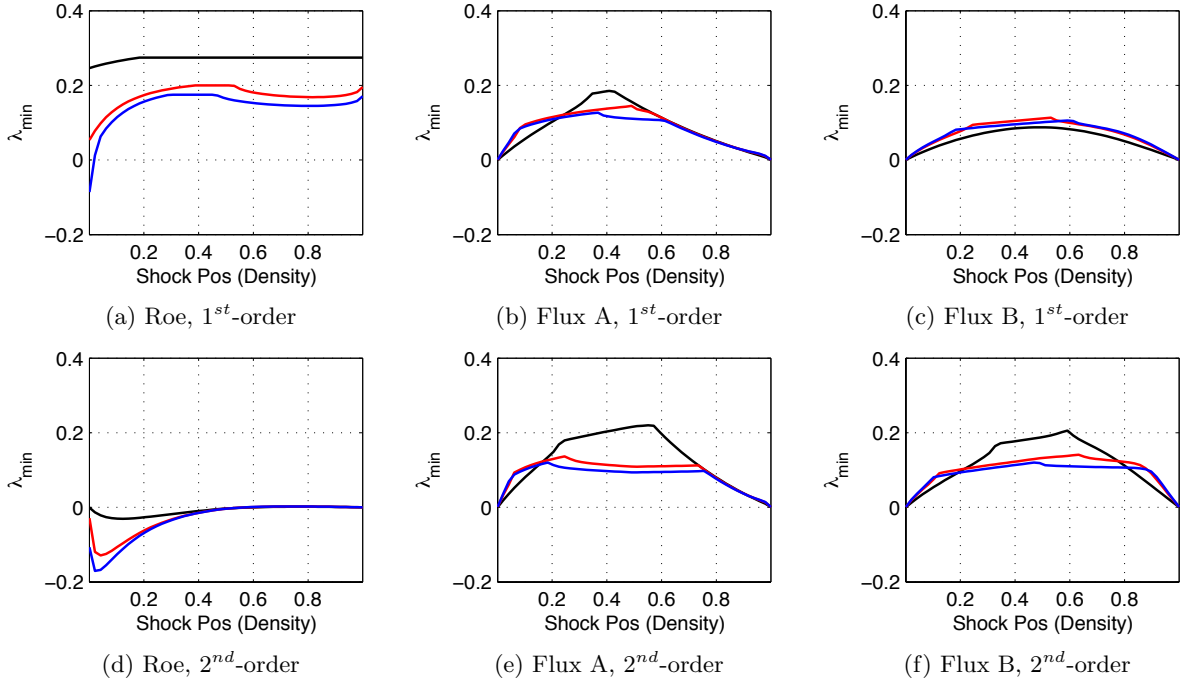 0.4
0.2
0
−0.2
λmin
0.2 0.4 0.6 0.8
Shock Pos (Density)
(a) Roe, 1st-order
0.4
0.2
0
−0.2
λmin
0.2 0.4 0.6 0.8
Shock Pos (Density)
(b) Flux A, 1st-order
0.4
0.2
0
−0.2
λmin
0.2 0.4 0.6 0.8
Shock Pos (Density)
(c) Flux B, 1st-order
0.4
0.2
0
−0.2
λmin
0.2 0.4 0.6 0.8
Shock Pos (Density)
(d) Roe, 2nd-order
0.4
0.2
0
−0.2
λmin
0.2 0.4 0.6 0.8
Shock Pos (Density)
(e) Flux A, 2nd-order
0.4
0.2
0
−0.2
λmin
0.2 0.4 0.6 0.8
Shock Pos (Density)
(f) Flux B, 2nd-order